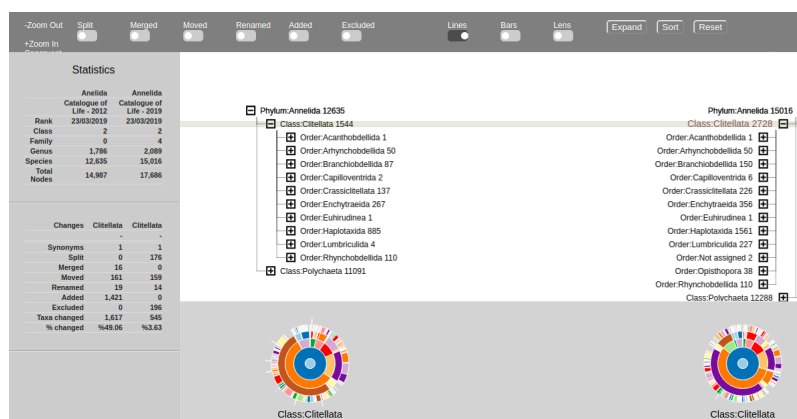 -Zoom Out Split Merged Moved Renamed Added Excluded Lines Bars Lens Expand Sort Reset
+Zoom In
Statistics
Anelida Annelida
Catalogue of Life - 2012 Catalogue of Life - 2019
Rank 23/03/2019 23/03/2019
Class 2 2
Family 0 4
Genus 1,786 2,089
Species 12,635 15,016
Total Nodes 14,987 17,686
Changes Clitellata Clitellata
- -
Synonyms 1 1
Split 0 176
Merged 16 0
Moved 161 159
Renamed 19 14
Added 1,421 0
Excluded 0 196
Taxa changed 1,617 545
% changed %49.06 %3.63
Phylum:Annelida 12635
Class:Clitellata 1544
Order:Acanthobdellida 1
Order:Arhynchobdellida 50
Order:Branchiobdellida 87
Order:Capilloventrida 2
Order:Crassiclitellata 137
Order:Enchytraeida 267
Order:Euhirudinea 1
Order:Haplotaxida 885
Order:Lumbriculida 4
Order:Rhynchobdellida 110
Class:Polychaeta 11091
Phylum:Annelida 15016
Class:Clitellata 2728
Order:Acanthobdellida 1
Order:Arhynchobdellida 50
Order:Branchiobdellida 150
Order:Capilloventrida 6
Order:Crassiclitellata 226
Order:Enchytraeida 356
Order:Euhirudinea 1
Order:Haplotaxida 1561
Order:Lumbriculida 227
Order:Not assigned 2
Order:Opisthopora 38
Order:Rhynchobdellida 110
Class:Polychaeta 12288
Class:Clitellata
Class:Clitellata